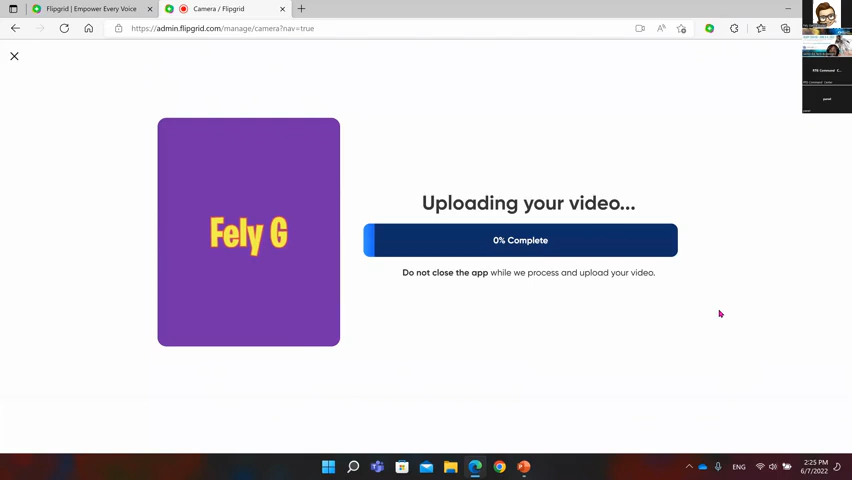 Flipgrid | Empower Every Voice
Camera / Flipgrid
https://admin.flipgrid.com/manage/camera?nav=true
Fely G
Uploading your video...
0% Complete
Do not close the app while we process and upload your video.
panel
ENG
2:25 PM
6/7/2022